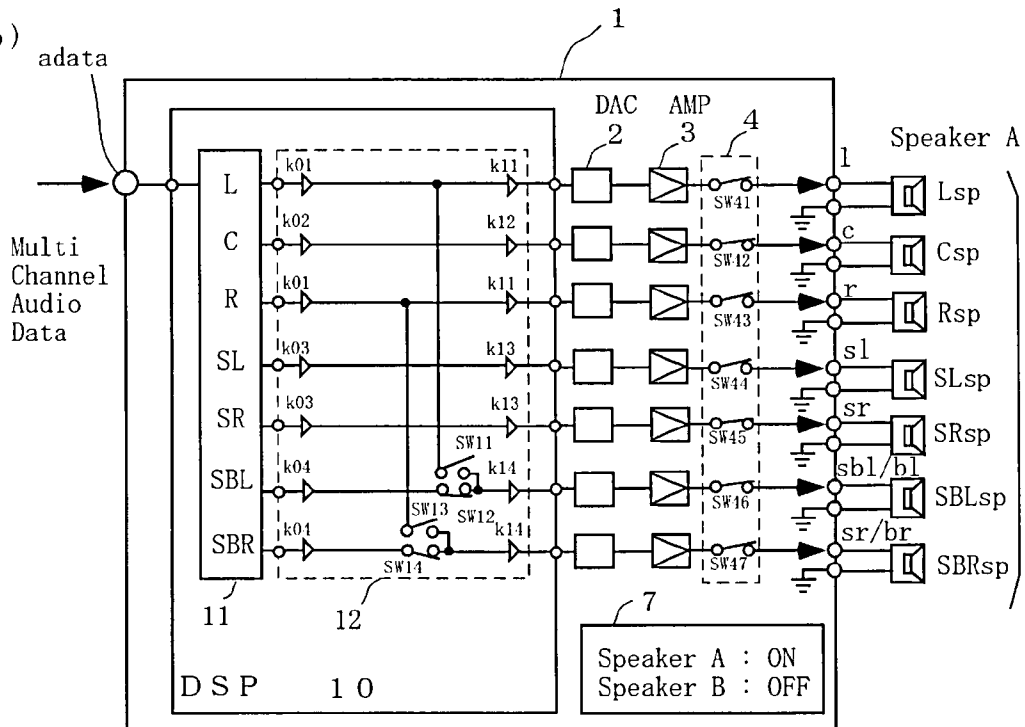 )
adata
1
DAC
2
AMP
3
4
Speaker A
Multi
Channel
Audio
Data
L
k01
k11
SW41
l
Lsp
C
k02
k12
SW42
c
Csp
R
k01
k11
SW43
r
Rsp
SL
k03
k13
SW44
sl
SLsp
SR
k03
k13
SW45
sr
SRsp
SW11
SBL
k04
SW12
k14
SW46
sbl/bl
SBLsp
SW13
SBR
k04
SW14
k14
SW47
sr/br
SBRsp
A
11
12
7
Speaker A : ON
Speaker B : OFF
DSP 10